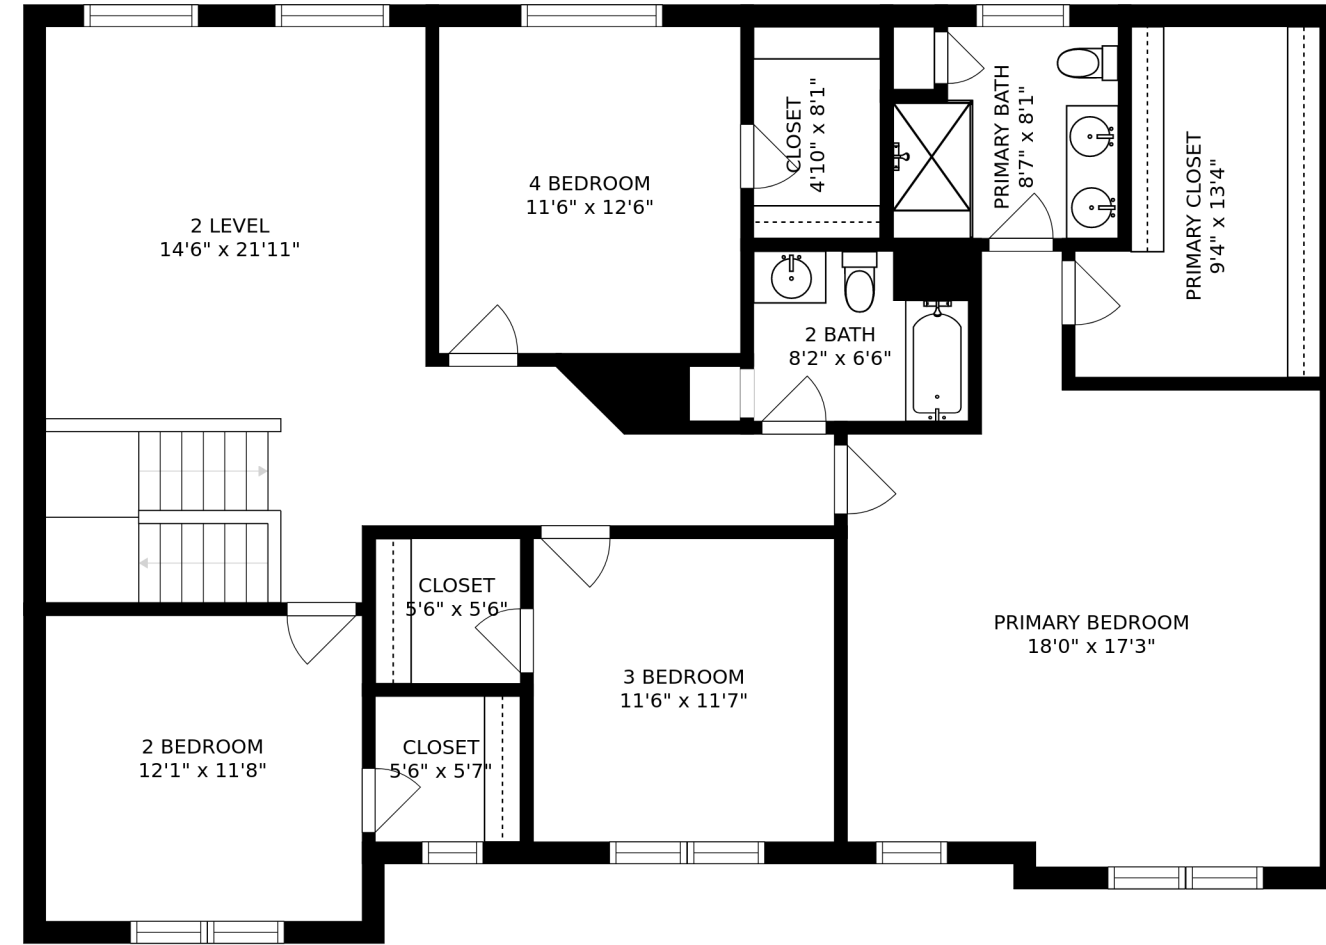 2 LEVEL
14'6" x 21'11"
4 BEDROOM
11'6" x 12'6"
CLOSET
4'10" x 8'1"
PRIMARY BATH
8'7" x 8'1"
PRIMARY CLOSET
9'4" x 13'4"
2 BATH
8'2" x 6'6"
CLOSET
5'6" x 5'6"
3 BEDROOM
11'6" x 11'7"
PRIMARY BEDROOM
18'0" x 17'3"
2 BEDROOM
12'1" x 11'8"
CLOSET
5'6" x 5'7"